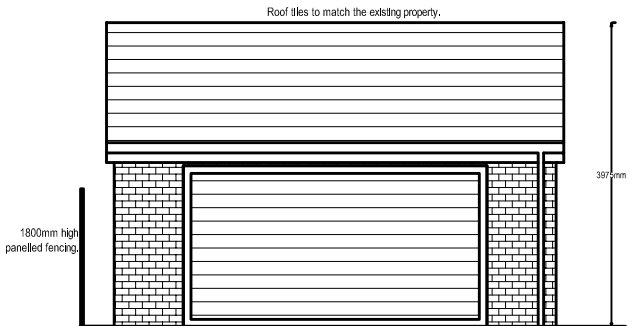 Roof tiles to match the existing property.
3975mm
1800mm high
panelled fencing.